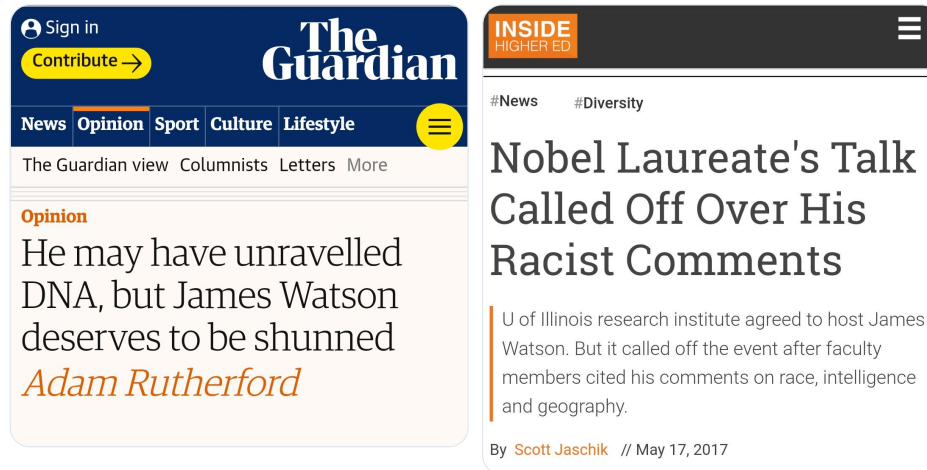 Sign in
Contribute →
The
Guardian
News Opinion Sport Culture Lifestyle
The Guardian view Columnists Letters More
Opinion
He may have unravelled
DNA, but James Watson
deserves to be shunned
Adam Rutherford
INSIDE
HIGHER ED
#News #Diversity
Nobel Laureate's Talk
Called Off Over His
Racist Comments
U of Illinois research institute agreed to host James
Watson. But it called off the event after faculty
members cited his comments on race, intelligence
and geography.
By Scott Jaschik // May 17, 2017